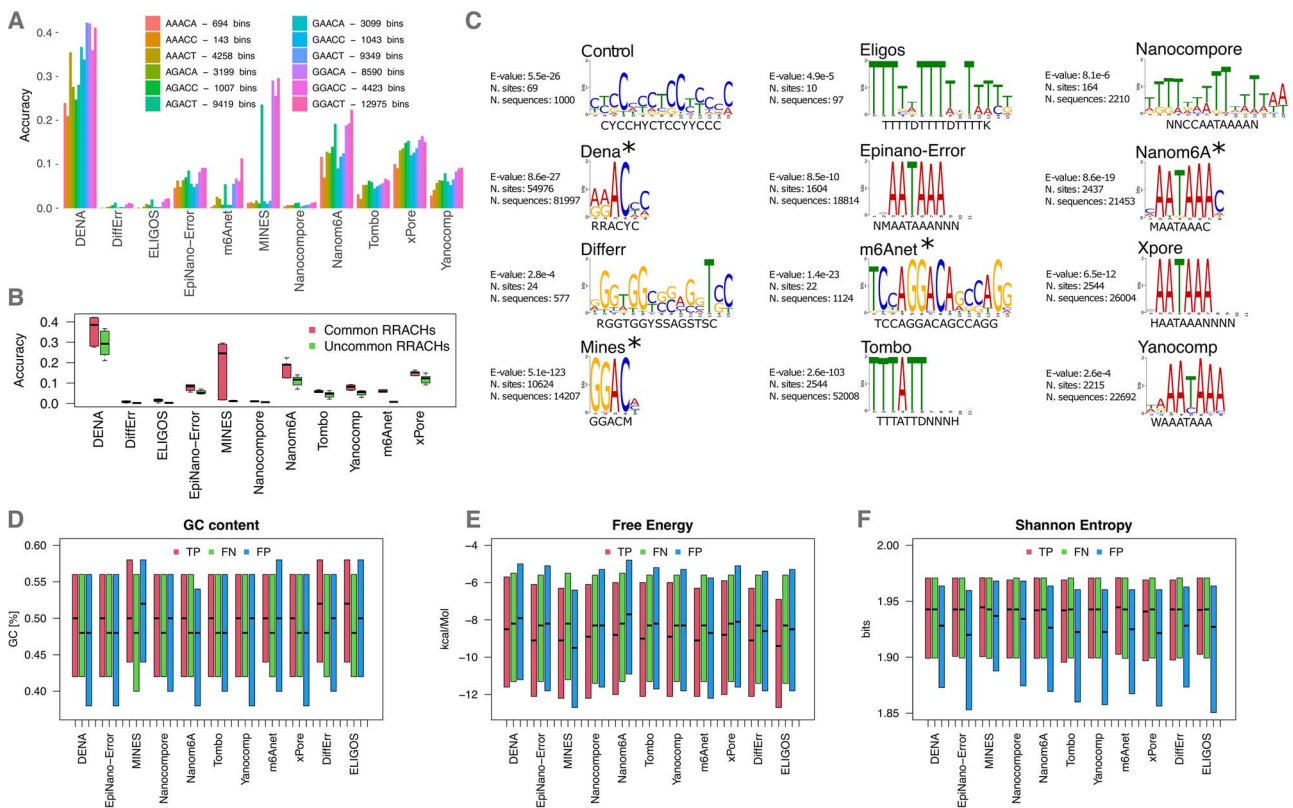 A
AAACA - 694 bins
AAACC - 143 bins
AAACT - 4258 bins
AGACA - 3199 bins
AGACC - 1007 bins
AGACT - 9419 bins
GAACA - 3099 bins
GAACC - 1043 bins
GAACT - 9349 bins
GGACA - 8590 bins
GGACC - 4423 bins
GGACT - 12975 bins
Accuracy
0.4
0.3
0.2
0.1
0.0
DENA
DiffErr
ELIGOS
EpiNano-Error
m6Anet
MINES
Nanocompore
Nanom6A
Tombo
xPore
Yanocomp
B
Accuracy
0.4
0.3
0.2
0.1
0.0
Common RRACHs
Uncommon RRACHs
DENA
DiffErr
ELIGOS
EpiNano-Error
MINES
Nanocompore
Nanom6A
Tombo
Yanocomp
m6Anet
xPore
C
Control
E-value: 5.5e-26
N. sites: 69
N. sequences: 1000
CYCCHYCTCCYYCCC
Eligos
E-value: 4.9e-5
N. sites: 10
N. sequences: 97
TTTTDTTTTDTTTTK
Nanocompore
E-value: 8.1e-6
N. sites: 164
N. sequences: 2210
NNCCAATAAAAN
Dena*
E-value: 8.6e-27
N. sites: 54976
N. sequences: 81997
RRACYC
Epinano-Error
E-value: 8.5e-10
N. sites: 1604
N. sequences: 18814
NMAATAAANNN
Nanom6A*
E-value: 8.6e-19
N. sites: 2437
N. sequences: 21453
MAATAAAC
Differr
E-value: 2.8e-4
N. sites: 24
N. sequences: 577
RGGTGGYSSAGSTSC
m6Anet*
E-value: 1.4e-23
N. sites: 22
N. sequences: 1124
TCCAGGACAGCCAGG
Xpore
E-value: 6.5e-12
N. sites: 2544
N. sequences: 26004
HAATAAANNNN
Mines*
E-value: 5.1e-123
N. sites: 10624
N. sequences: 14207
GGACM
Tombo
E-value: 2.6e-103
N. sites: 2544
N. sequences: 52008
TTTATTDNNNH
Yanocomp
E-value: 2.6e-4
N. sites: 2215
N. sequences: 22692
WAAATAAA
D
GC content
TP FN FP
GC [%]
0.60
0.55
0.50
0.45
0.40
DENA
EpiNano-Error
MINES
Nanocompore
Nanom6A
Tombo
Yanocomp
m6Anet
xPore
DiffErr
ELIGOS
E
Free Energy
TP FN FP
kcal/Mol
-4
-6
-8
-10
-12
DENA
EpiNano-Error
MINES
Nanocompore
Nanom6A
Tombo
Yanocomp
m6Anet
xPore
DiffErr
ELIGOS
F
Shannon Entropy
TP FN FP
bits
2.00
1.95
1.90
1.85
DENA
EpiNano-Error
MINES
Nanocompore
Nanom6A
Tombo
Yanocomp
m6Anet
xPore
DiffErr
ELIGOS